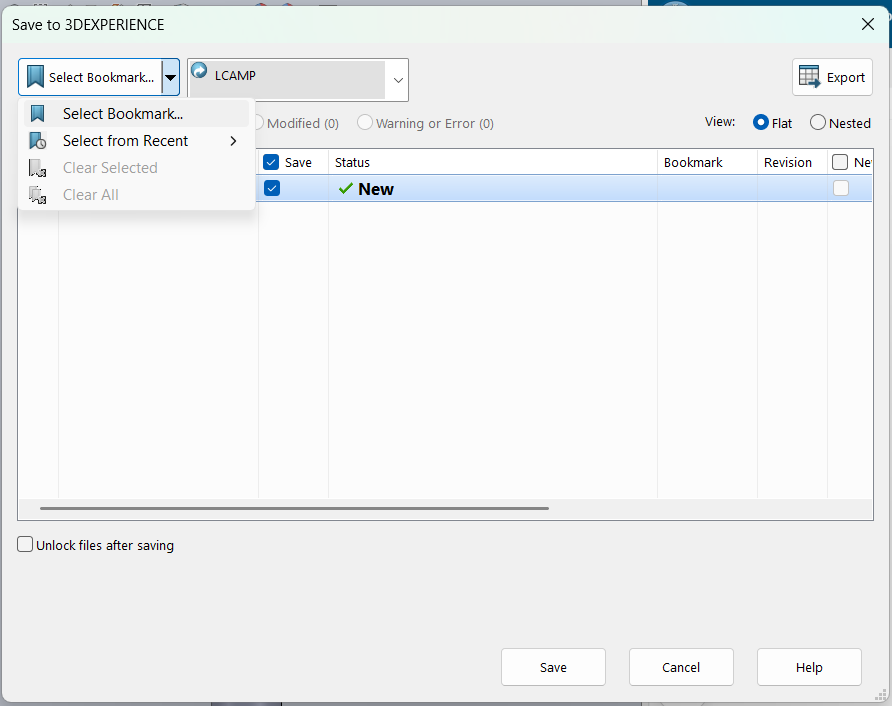 Save to 3DEXPERIENCE
Select Bookmark...
LCAMP
Export
Select Bookmark...
Select from Recent
Clear Selected
Clear All
Modified (0)
Warning or Error (0)
View:
Flat
Nested
Save
Status
Bookmark
Revision
Ne
New
Unlock files after saving
Save
Cancel
Help